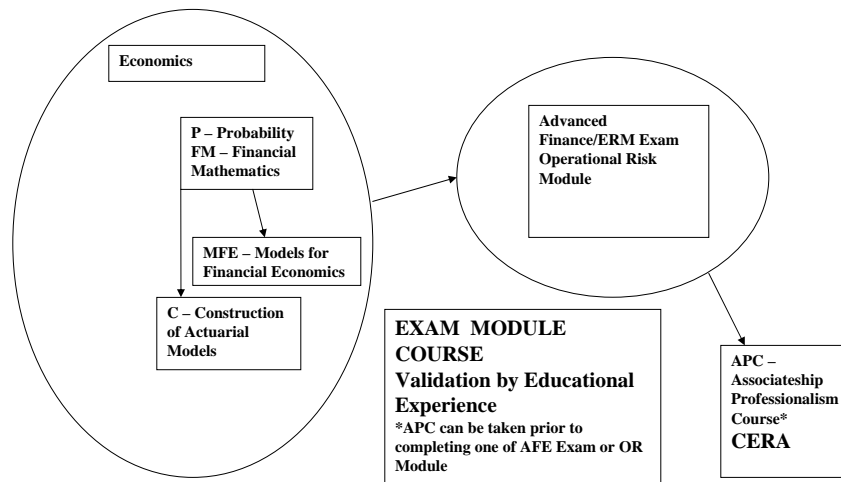 Economics
P – Probability
FM – Financial
Mathematics
MFE – Models for
Financial Economics
C – Construction
of Actuarial
Models
Advanced
Finance/ERM Exam
Operational Risk
Module
EXAM MODULE
COURSE
Validation by Educational
Experience
*APC can be taken prior to
completing one of AFE Exam or OR
Module
APC –
Associateship
Professionalism
Course*
CERA